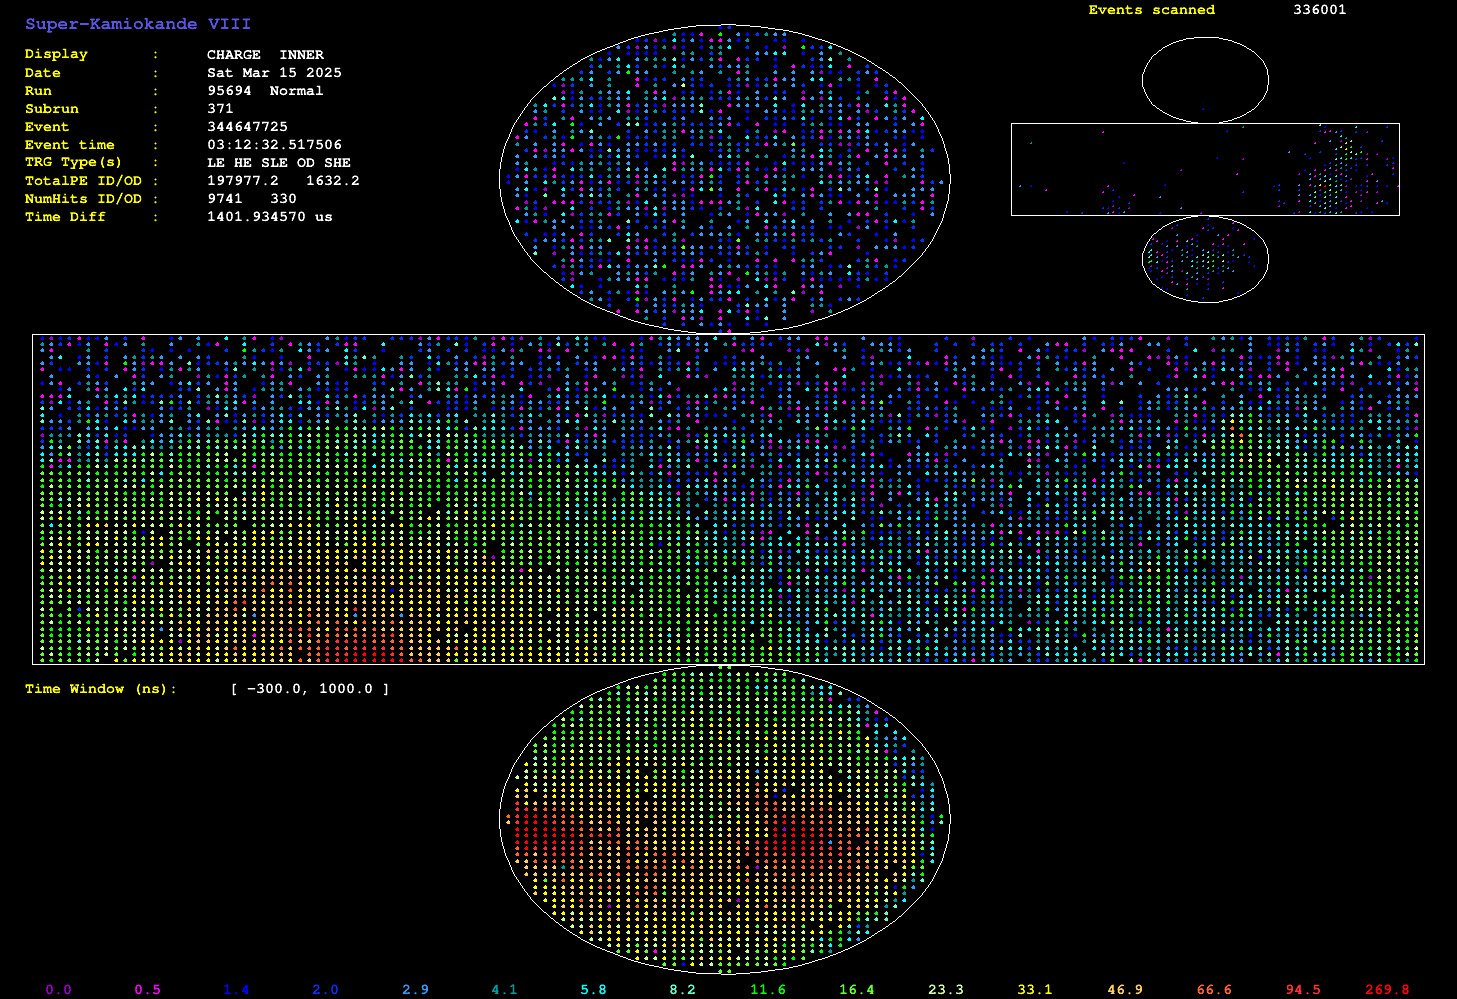 Super-Kamiokande VIII
Events scanned 336001
Display : CHARGE INNER
Date : Sat Mar 15 2025
Run : 95694 Normal
Subrun : 371
Event : 344647725
Event time : 03:12:32.517506
TRG Type(s) : LE HE SLE OD SHE
TotalPE ID/OD : 197977.2 1632.2
NumHits ID/OD : 9741 330
Time Diff : 1401.934570 us
Time Window (ns): [ -300.0, 1000.0 ]
0.0 0.5 1.4 2.0 2.9 4.1 5.8 8.2 11.6 16.4 23.3 33.1 46.9 66.6 94.5 269.8